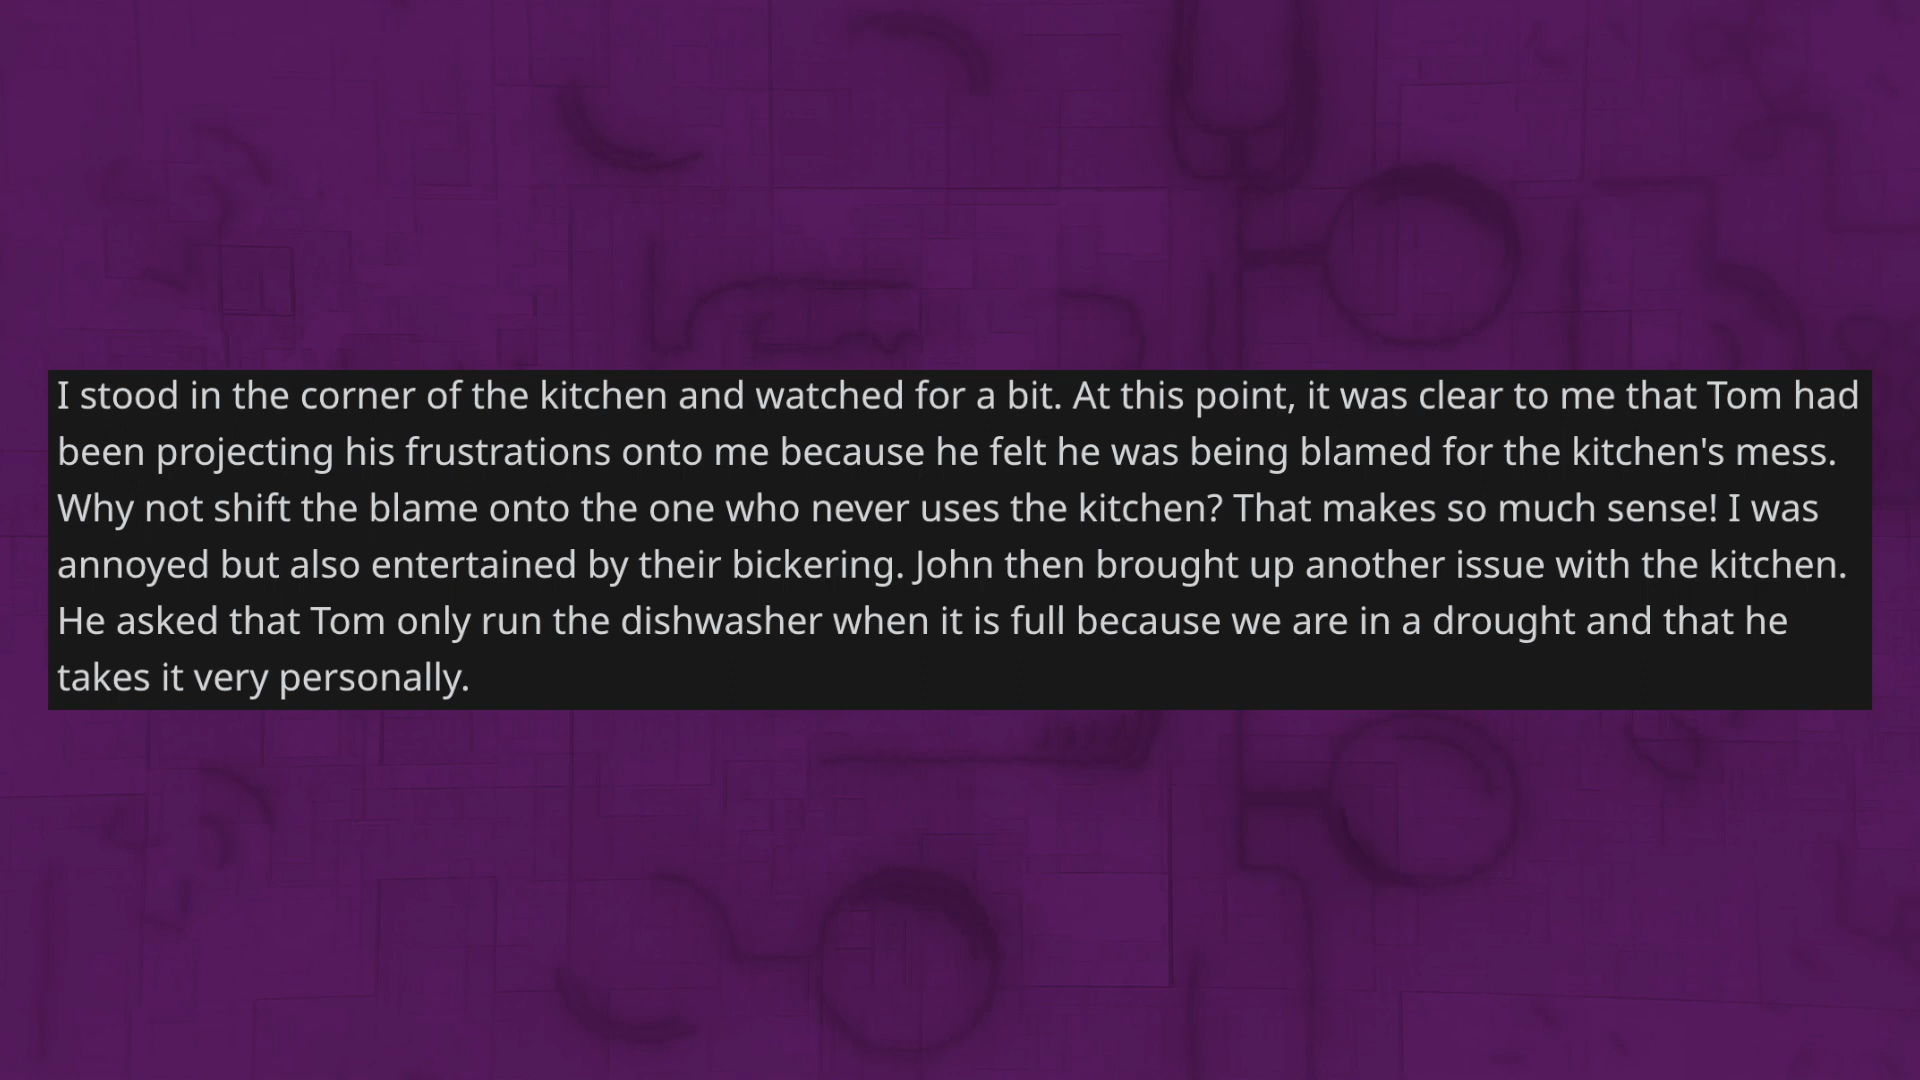 I stood in the corner of the kitchen and watched for a bit. At this point, it was clear to me that Tom had
been projecting his frustrations onto me because he felt he was being blamed for the kitchen's mess.
Why not shift the blame onto the one who never uses the kitchen? That makes so much sense! I was
annoyed but also entertained by their bickering. John then brought up another issue with the kitchen.
He asked that Tom only run the dishwasher when it is full because we are in a drought and that he
takes it very personally.